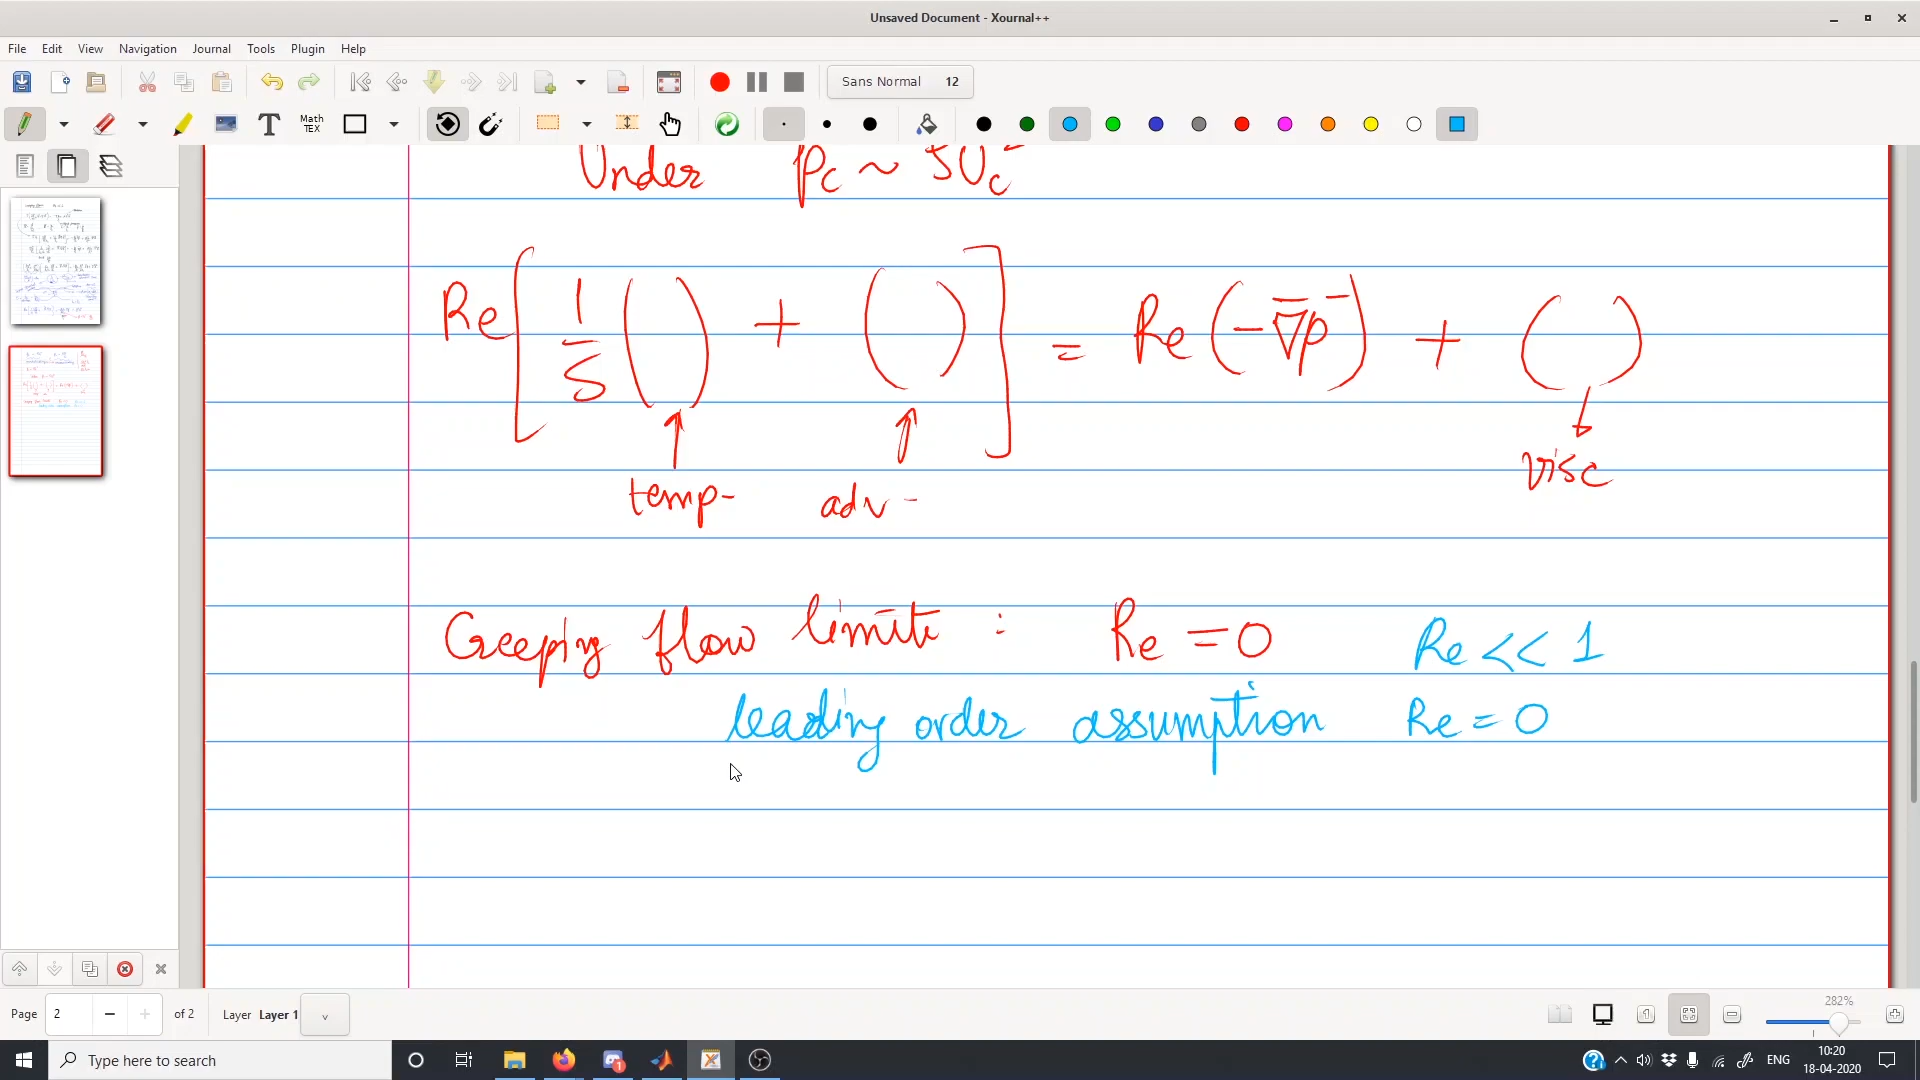 Unsaved Document - Xournal++
File Edit View Navigation Journal Tools Plugin Help
Sans Normal 12
T Math TEX
Under Pc ~ ρUc²
Re [ 1/S ( ) + ( ) ] = Re ( - ∇̄p̄ ) + ( )
temp- adv- visc
Creeping flow limit : Re = 0 Re << 1
leading order assumption Re = 0
Page 2 of 2 Layer Layer 1 282%
Type here to search ENG 10:20
18-04-2020